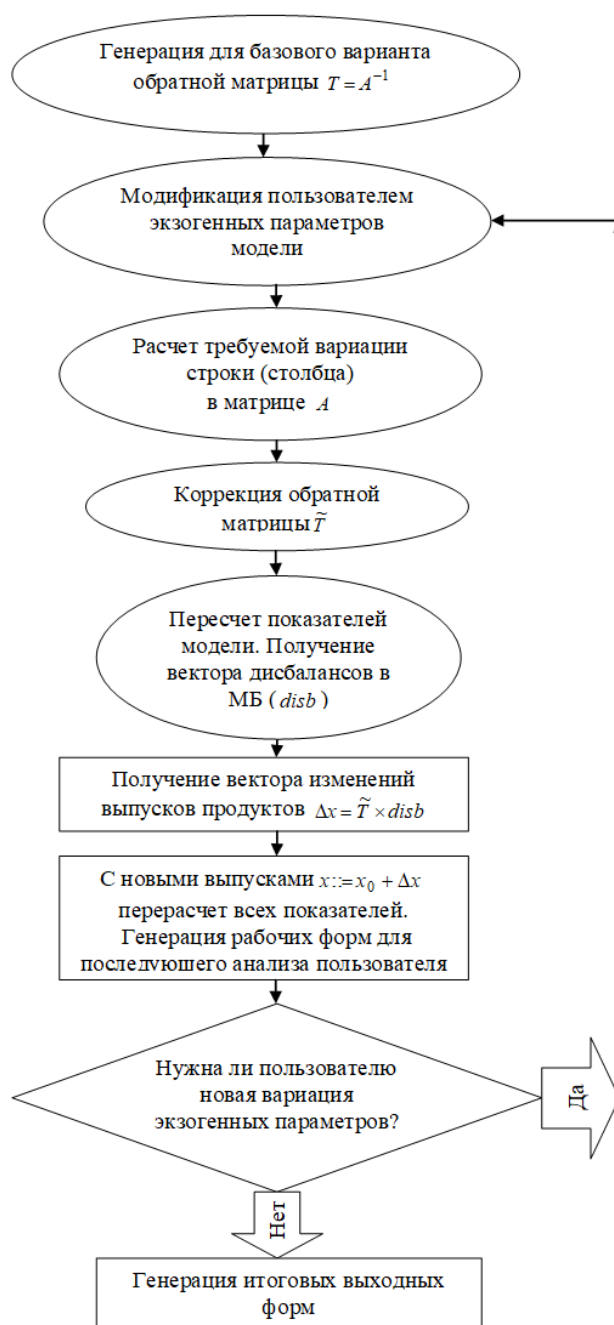 Генерация для базового варианта
обратной матрицы T = A⁻¹
Модификация пользователем
экзогенных параметров
модели
Расчет требуемой вариации
строки (столбца)
в матрице A
Коррекция обратной
матрицы T̃
Пересчет показателей
модели. Получение
вектора дисбалансов в
МБ ( disb )
Получение вектора изменений
выпусков продуктов Δx = T̃ × disb
С новыми выпусками x ::= x₀ + Δx
перерасчет всех показателей.
Генерация рабочих форм для
последующего анализа пользователя
Нужна ли пользователю
новая вариация
экзогенных параметров?
Да
Нет
Генерация итоговых выходных
форм